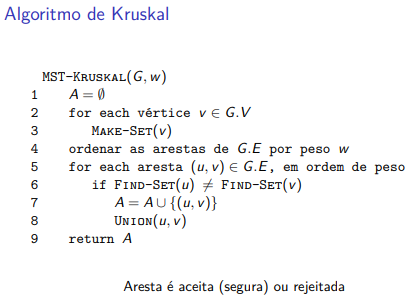 Algoritmo de Kruskal
MST-KRUSKAL(G, w)
1 A = ∅
2 for each vértice v ∈ G.V
3 MAKE-SET(v)
4 ordenar as arestas de G.E por peso w
5 for each aresta (u, v) ∈ G.E, em ordem de peso
6 if FIND-SET(u) ≠ FIND-SET(v)
7 A = A ∪ {(u, v)}
8 UNION(u, v)
9 return A
Aresta é aceita (segura) ou rejeitada